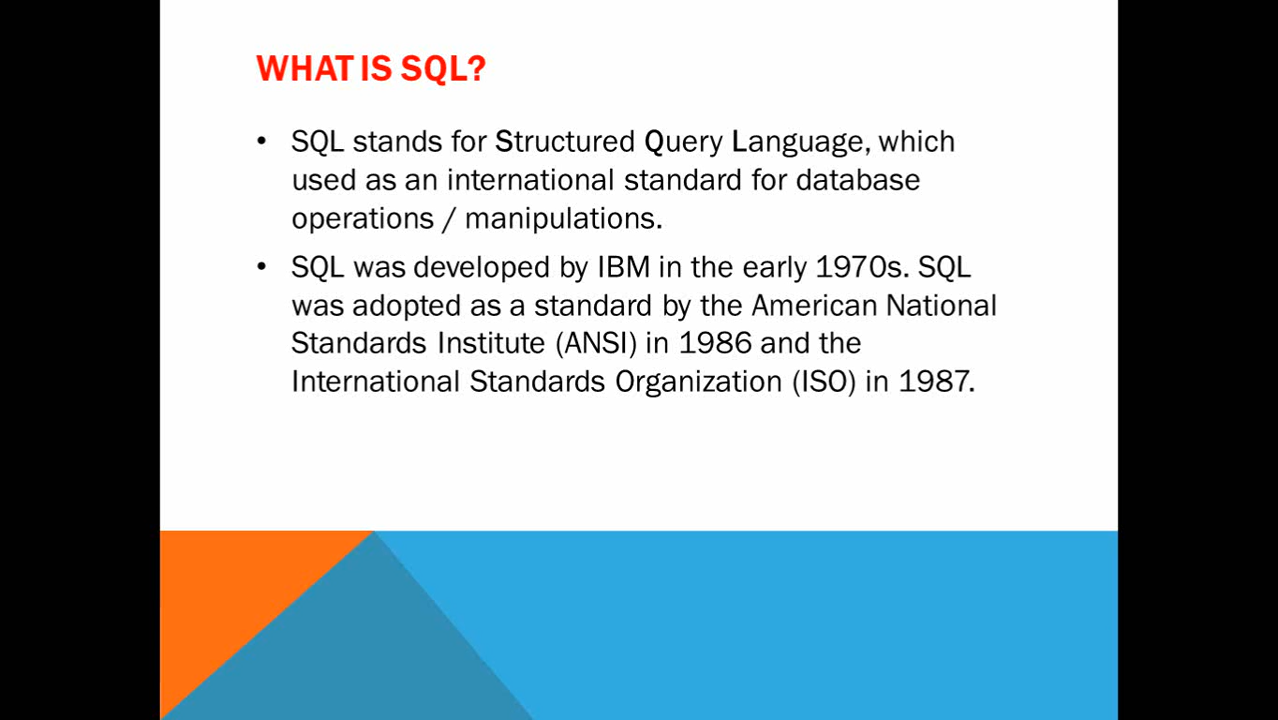 WHAT IS SQL?
• SQL stands for Structured Query Language, which
used as an international standard for database
operations / manipulations.
• SQL was developed by IBM in the early 1970s. SQL
was adopted as a standard by the American National
Standards Institute (ANSI) in 1986 and the
International Standards Organization (ISO) in 1987.